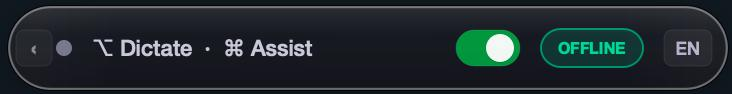 ‹ ⌥ Dictate · ⌘ Assist OFFLINE EN